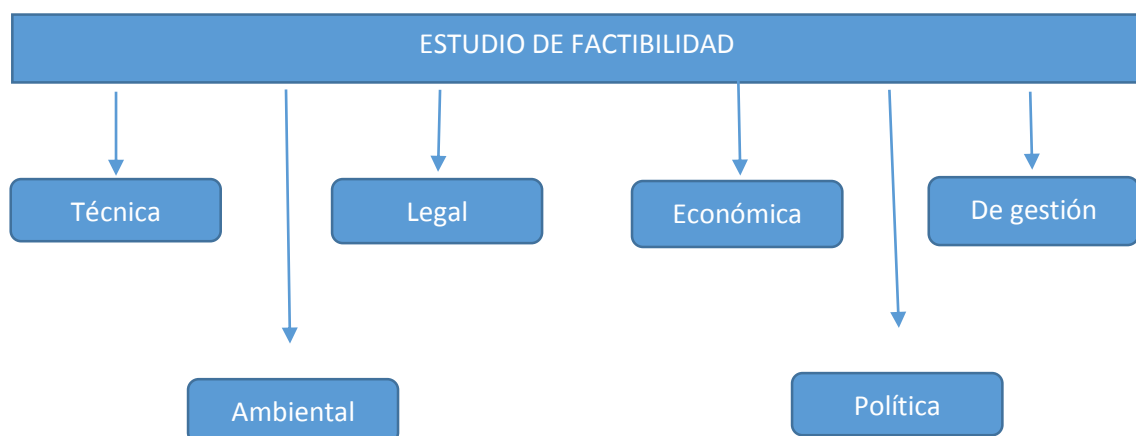 ESTUDIO DE FACTIBILIDAD
Técnica
Legal
Económica
De gestión
Ambiental
Política